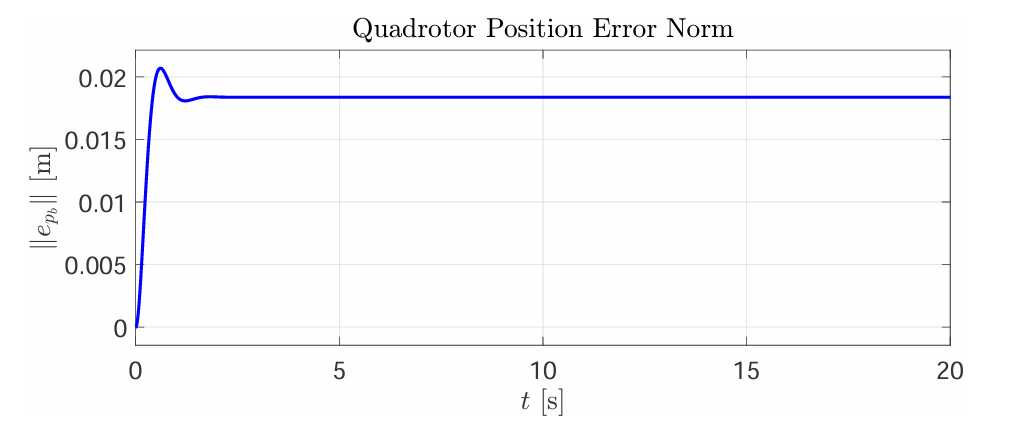 Quadrotor Position Error Norm
0.02
0.015
0.01
0.005
0
‖e_{p_b}‖ [m]
0 5 10 15 20
t [s]